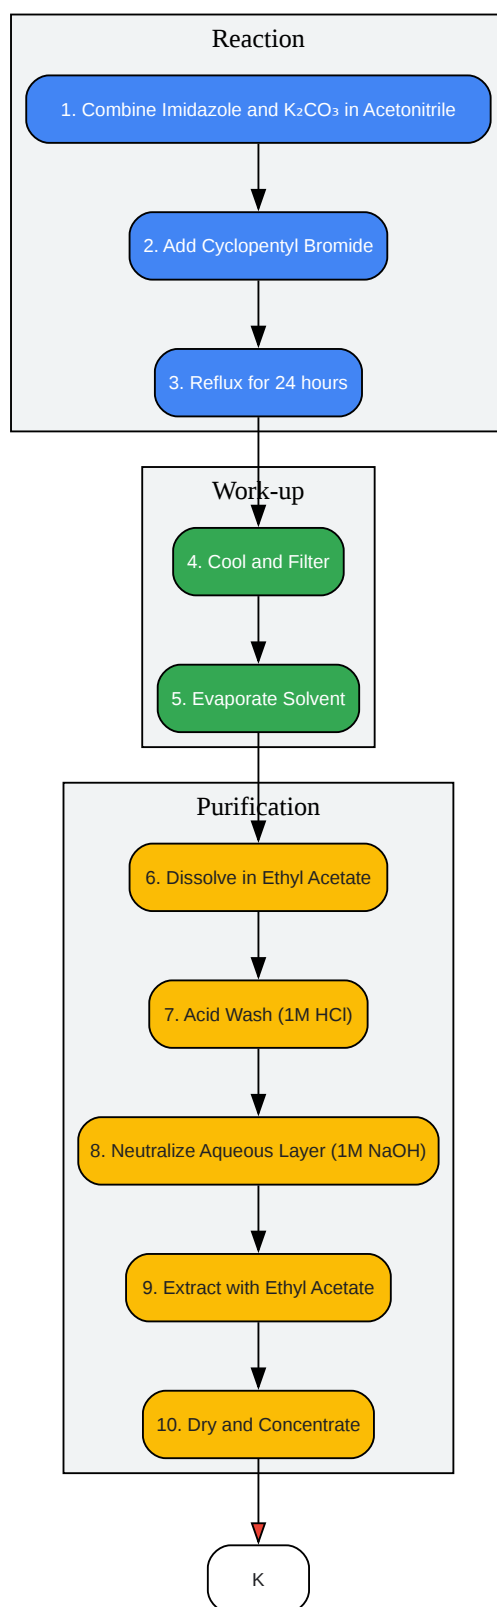 Reaction
1. Combine Imidazole and K₂CO₃ in Acetonitrile
2. Add Cyclopentyl Bromide
3. Reflux for 24 hours
Work-up
4. Cool and Filter
5. Evaporate Solvent
Purification
6. Dissolve in Ethyl Acetate
7. Acid Wash (1M HCl)
8. Neutralize Aqueous Layer (1M NaOH)
9. Extract with Ethyl Acetate
10. Dry and Concentrate
K